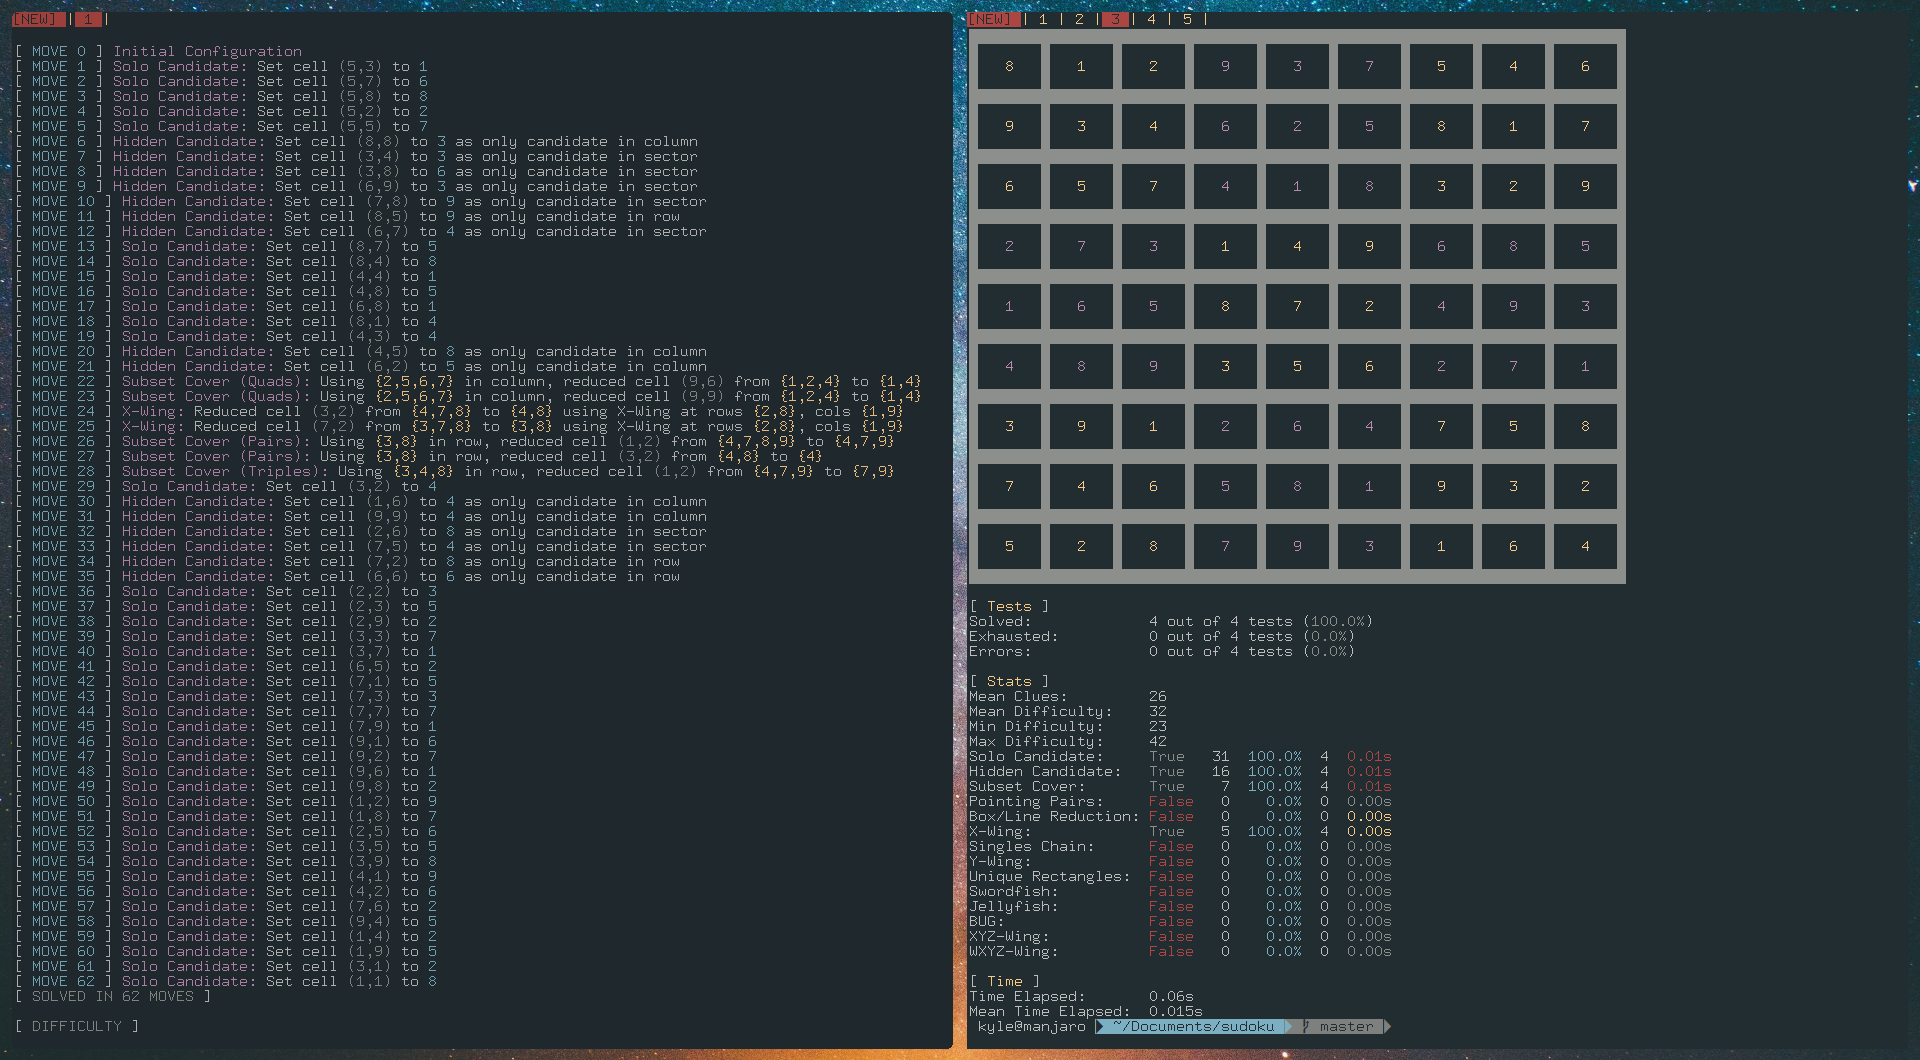 [NEW] | 1 |
[ MOVE 0 ] Initial Configuration
[ MOVE 1 ] Solo Candidate: Set cell (5,3) to 1
[ MOVE 2 ] Solo Candidate: Set cell (5,7) to 6
[ MOVE 3 ] Solo Candidate: Set cell (5,8) to 8
[ MOVE 4 ] Solo Candidate: Set cell (5,2) to 2
[ MOVE 5 ] Solo Candidate: Set cell (5,5) to 7
[ MOVE 6 ] Hidden Candidate: Set cell (8,8) to 3 as only candidate in column
[ MOVE 7 ] Hidden Candidate: Set cell (3,4) to 3 as only candidate in sector
[ MOVE 8 ] Hidden Candidate: Set cell (3,8) to 6 as only candidate in sector
[ MOVE 9 ] Hidden Candidate: Set cell (6,9) to 3 as only candidate in sector
[ MOVE 10 ] Hidden Candidate: Set cell (7,8) to 9 as only candidate in sector
[ MOVE 11 ] Hidden Candidate: Set cell (8,5) to 9 as only candidate in row
[ MOVE 12 ] Hidden Candidate: Set cell (6,7) to 4 as only candidate in sector
[ MOVE 13 ] Solo Candidate: Set cell (8,7) to 5
[ MOVE 14 ] Solo Candidate: Set cell (8,4) to 8
[ MOVE 15 ] Solo Candidate: Set cell (4,4) to 1
[ MOVE 16 ] Solo Candidate: Set cell (4,8) to 5
[ MOVE 17 ] Solo Candidate: Set cell (6,8) to 1
[ MOVE 18 ] Solo Candidate: Set cell (8,1) to 4
[ MOVE 19 ] Solo Candidate: Set cell (4,3) to 4
[ MOVE 20 ] Hidden Candidate: Set cell (4,5) to 8 as only candidate in column
[ MOVE 21 ] Hidden Candidate: Set cell (6,2) to 5 as only candidate in column
[ MOVE 22 ] Subset Cover (Quads): Using {2,5,6,7} in column, reduced cell (9,6) from {1,2,4} to {1,4}
[ MOVE 23 ] Subset Cover (Quads): Using {2,5,6,7} in column, reduced cell (9,9) from {1,2,4} to {1,4}
[ MOVE 24 ] X-Wing: Reduced cell (3,2) from {4,7,8} to {4,8} using X-Wing at rows {2,8}, cols {1,9}
[ MOVE 25 ] X-Wing: Reduced cell (7,2) from {3,7,8} to {3,8} using X-Wing at rows {2,8}, cols {1,9}
[ MOVE 26 ] Subset Cover (Pairs): Using {3,8} in row, reduced cell (1,2) from {4,7,8,9} to {4,7,9}
[ MOVE 27 ] Subset Cover (Pairs): Using {3,8} in row, reduced cell (3,2) from {4,8} to {4}
[ MOVE 28 ] Subset Cover (Triples): Using {3,4,8} in row, reduced cell (1,2) from {4,7,9} to {7,9}
[ MOVE 29 ] Solo Candidate: Set cell (3,2) to 4
[ MOVE 30 ] Hidden Candidate: Set cell (1,6) to 4 as only candidate in column
[ MOVE 31 ] Hidden Candidate: Set cell (9,9) to 4 as only candidate in column
[ MOVE 32 ] Hidden Candidate: Set cell (2,6) to 8 as only candidate in sector
[ MOVE 33 ] Hidden Candidate: Set cell (7,5) to 4 as only candidate in sector
[ MOVE 34 ] Hidden Candidate: Set cell (7,2) to 8 as only candidate in row
[ MOVE 35 ] Hidden Candidate: Set cell (6,6) to 6 as only candidate in row
[ MOVE 36 ] Solo Candidate: Set cell (2,2) to 3
[ MOVE 37 ] Solo Candidate: Set cell (2,3) to 5
[ MOVE 38 ] Solo Candidate: Set cell (2,9) to 2
[ MOVE 39 ] Solo Candidate: Set cell (3,3) to 7
[ MOVE 40 ] Solo Candidate: Set cell (3,7) to 1
[ MOVE 41 ] Solo Candidate: Set cell (6,5) to 2
[ MOVE 42 ] Solo Candidate: Set cell (7,1) to 5
[ MOVE 43 ] Solo Candidate: Set cell (7,3) to 3
[ MOVE 44 ] Solo Candidate: Set cell (7,7) to 7
[ MOVE 45 ] Solo Candidate: Set cell (7,9) to 1
[ MOVE 46 ] Solo Candidate: Set cell (9,1) to 6
[ MOVE 47 ] Solo Candidate: Set cell (9,2) to 7
[ MOVE 48 ] Solo Candidate: Set cell (9,6) to 1
[ MOVE 49 ] Solo Candidate: Set cell (9,8) to 2
[ MOVE 50 ] Solo Candidate: Set cell (1,2) to 9
[ MOVE 51 ] Solo Candidate: Set cell (1,8) to 7
[ MOVE 52 ] Solo Candidate: Set cell (2,5) to 6
[ MOVE 53 ] Solo Candidate: Set cell (3,5) to 5
[ MOVE 54 ] Solo Candidate: Set cell (3,9) to 8
[ MOVE 55 ] Solo Candidate: Set cell (4,1) to 9
[ MOVE 56 ] Solo Candidate: Set cell (4,2) to 6
[ MOVE 57 ] Solo Candidate: Set cell (7,6) to 2
[ MOVE 58 ] Solo Candidate: Set cell (9,4) to 5
[ MOVE 59 ] Solo Candidate: Set cell (1,4) to 2
[ MOVE 60 ] Solo Candidate: Set cell (1,9) to 5
[ MOVE 61 ] Solo Candidate: Set cell (3,1) to 2
[ MOVE 62 ] Solo Candidate: Set cell (1,1) to 8
[ SOLVED IN 62 MOVES ]
[ DIFFICULTY ]
[NEW] | 1 | 2 | 3 | 4 | 5 |
8 1 2 9 3 7 5 4 6
9 3 4 6 2 5 8 1 7
6 5 7 4 1 8 3 2 9
2 7 3 1 4 9 6 8 5
1 6 5 8 7 2 4 9 3
4 8 9 3 5 6 2 7 1
3 9 1 2 6 4 7 5 8
7 4 6 5 8 1 9 3 2
5 2 8 7 9 3 1 6 4
[ Tests ]
Solved: 4 out of 4 tests (100.0%)
Exhausted: 0 out of 4 tests (0.0%)
Errors: 0 out of 4 tests (0.0%)
[ Stats ]
Mean Clues: 26
Mean Difficulty: 32
Min Difficulty: 23
Max Difficulty: 42
Solo Candidate: True 31 100.0% 4 0.01s
Hidden Candidate: True 16 100.0% 4 0.01s
Subset Cover: True 7 100.0% 4 0.01s
Pointing Pairs: False 0 0.0% 0 0.00s
Box/Line Reduction: False 0 0.0% 0 0.00s
X-Wing: True 5 100.0% 4 0.00s
Singles Chain: False 0 0.0% 0 0.00s
Y-Wing: False 0 0.0% 0 0.00s
Unique Rectangles: False 0 0.0% 0 0.00s
Swordfish: False 0 0.0% 0 0.00s
Jellyfish: False 0 0.0% 0 0.00s
BUG: False 0 0.0% 0 0.00s
XYZ-Wing: False 0 0.0% 0 0.00s
WXYZ-Wing: False 0 0.0% 0 0.00s
[ Time ]
Time Elapsed: 0.06s
Mean Time Elapsed: 0.015s
kyle@manjaro ~/Documents/sudoku master